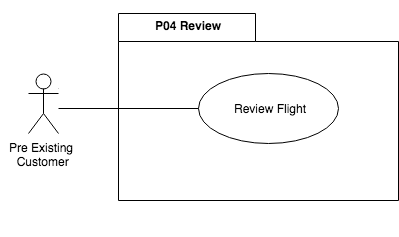 P04 Review
Review Flight
Pre Existing
Customer